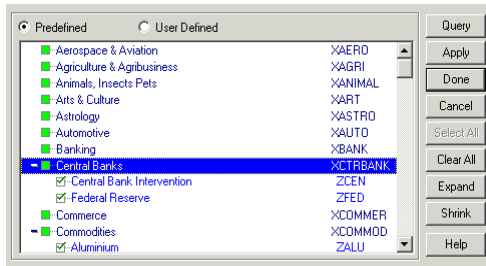 Predefined User Defined
Aerospace & Aviation XAERO
Agriculture & Agribusiness XAGRI
Animals, Insects Pets XANIMAL
Arts & Culture XART
Astrology XASTRO
Automotive XAUTO
Banking XBANK
Central Banks XCTRBANK
Central Bank Intervention ZCEN
Federal Reserve ZFED
Commerce XCOMMER
Commodities XCOMMOD
Aluminium ZALU
Query
Apply
Done
Cancel
Select All
Clear All
Expand
Shrink
Help